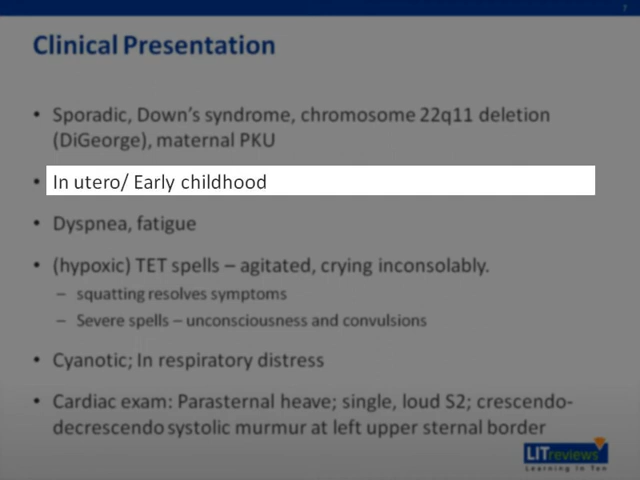 7
Clinical Presentation
• Sporadic, Down's syndrome, chromosome 22q11 deletion
(DiGeorge), maternal PKU
• In utero/ Early childhood
• Dyspnea, fatigue
• (hypoxic) TET spells – agitated, crying inconsolably.
– squatting resolves symptoms
– Severe spells – unconsciousness and convulsions
• Cyanotic; In respiratory distress
• Cardiac exam: Parasternal heave; single, loud S2; crescendo-
decrescendo systolic murmur at left upper sternal border
LITreviews
Learning In Ten